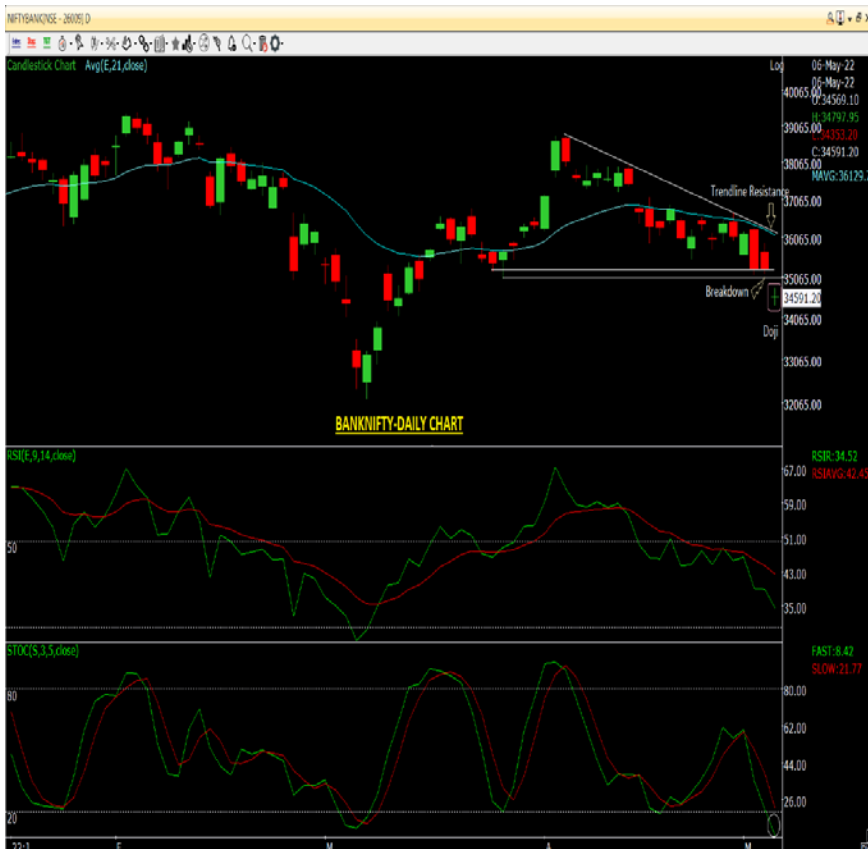 NIFTYBANK[NSE - 26009] D
Candlestick Chart Avg(E,21,close)
Log
06-May-22
06-May-22
O:34569.10
H:34797.95
L:34353.20
C:34591.20
MAVG:36129.2
40065.00
39065.00
38065.00
37065.00
36065.00
35065.00
34591.20
34065.00
33065.00
32065.00
Trendline Resistance
Breakdown
Doji
BANKNIFTY-DAILY CHART
RSI(E,9,14,close)
RSIR:34.52
RSIAVG:42.45
67.00
59.00
51.00
50
43.00
35.00
STOC(S,3,5,close)
FAST:8.42
SLOW:21.77
80
80.00
62.00
44.00
26.00
20
F
M
A
M